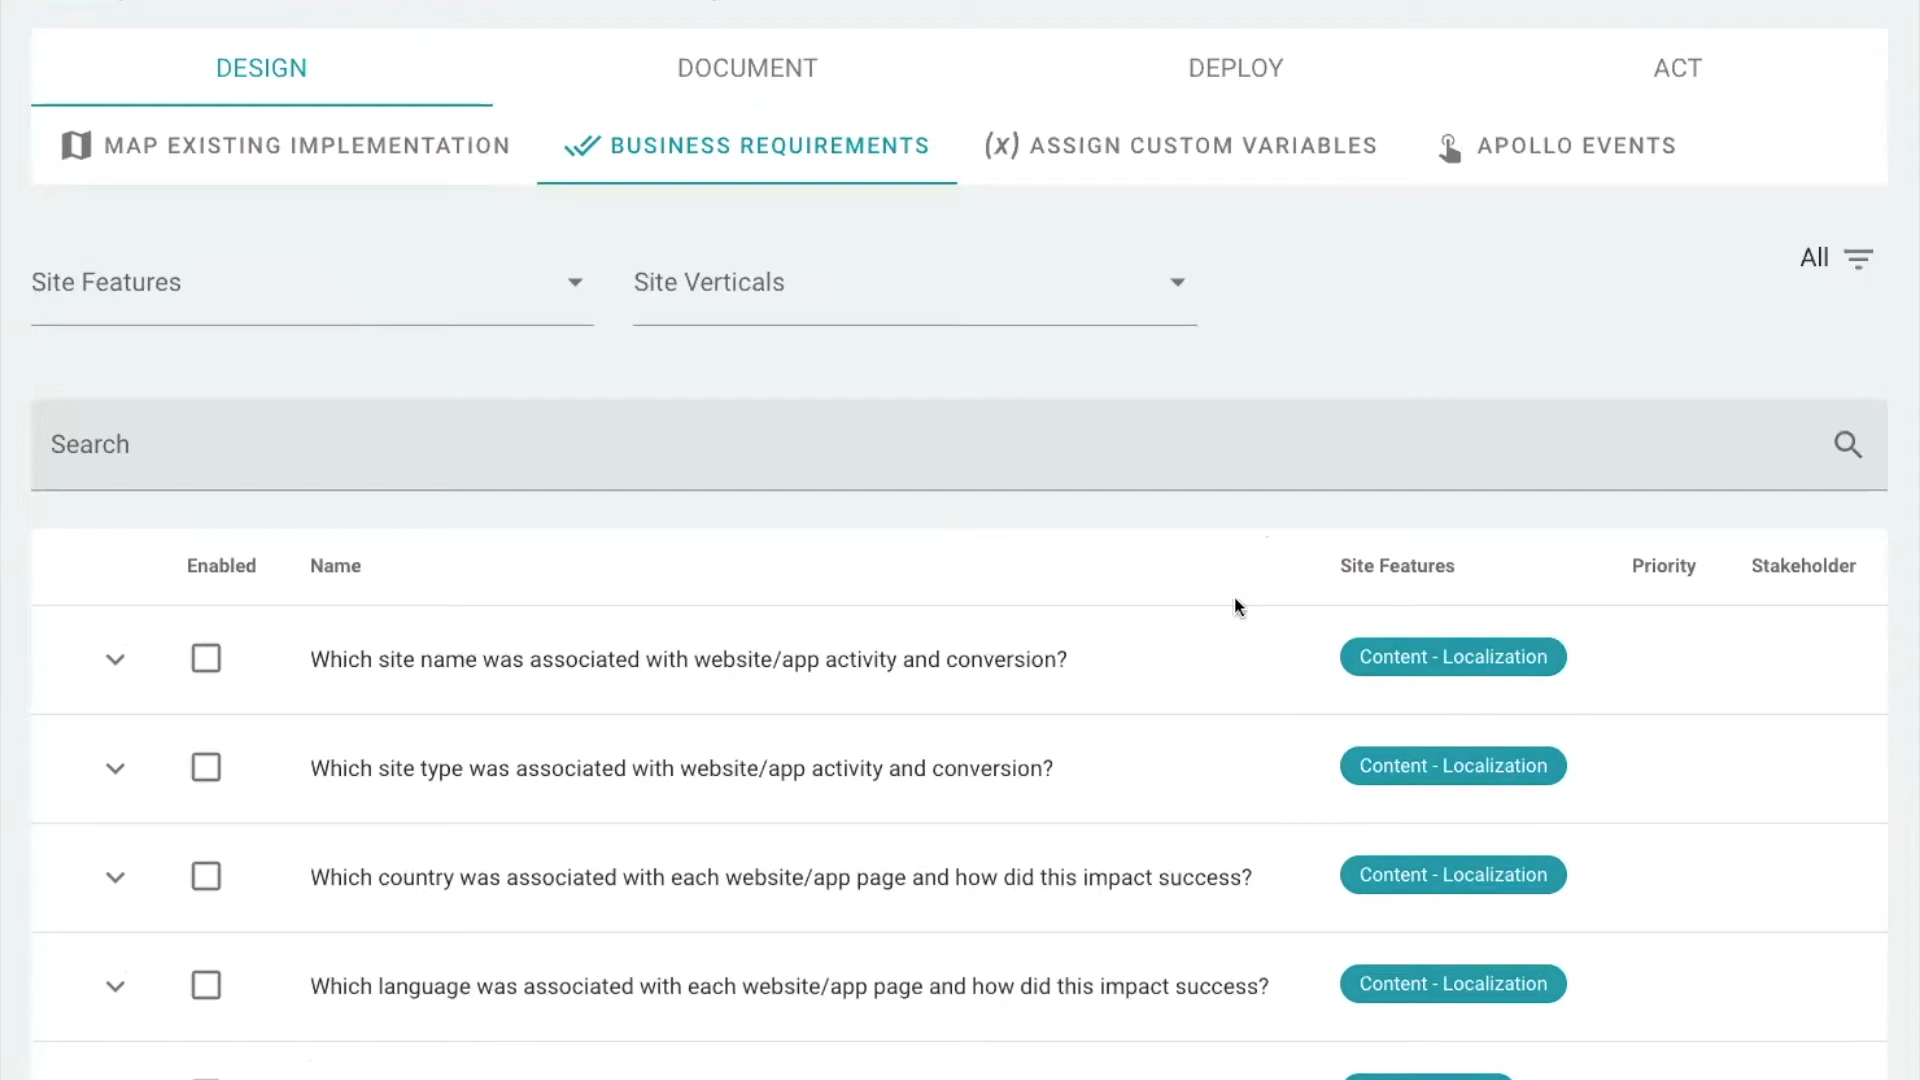 DESIGN DOCUMENT DEPLOY ACT
MAP EXISTING IMPLEMENTATION BUSINESS REQUIREMENTS (x) ASSIGN CUSTOM VARIABLES APOLLO EVENTS
All
Site Features Site Verticals
Search
Enabled Name Site Features Priority Stakeholder
Which site name was associated with website/app activity and conversion? Content - Localization
Which site type was associated with website/app activity and conversion? Content - Localization
Which country was associated with each website/app page and how did this impact success? Content - Localization
Which language was associated with each website/app page and how did this impact success? Content - Localization